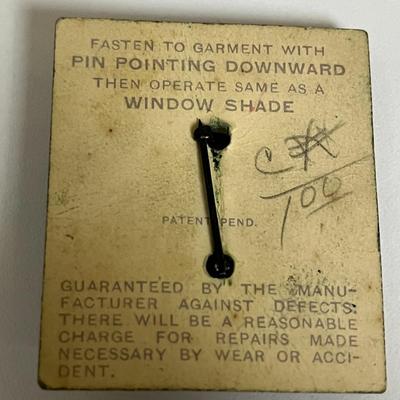 FASTEN TO GARMENT WITH
PIN POINTING DOWNWARD
THEN OPERATE SAME AS A
WINDOW SHADE
100
PATENT PEND.
GUARANTEED BY THE MANU-
FACTURER AGAINST DEFECTS.
THERE WILL BE A REASONABLE
CHARGE FOR REPAIRS MADE
NECESSARY BY WEAR OR ACCI-
DENT.